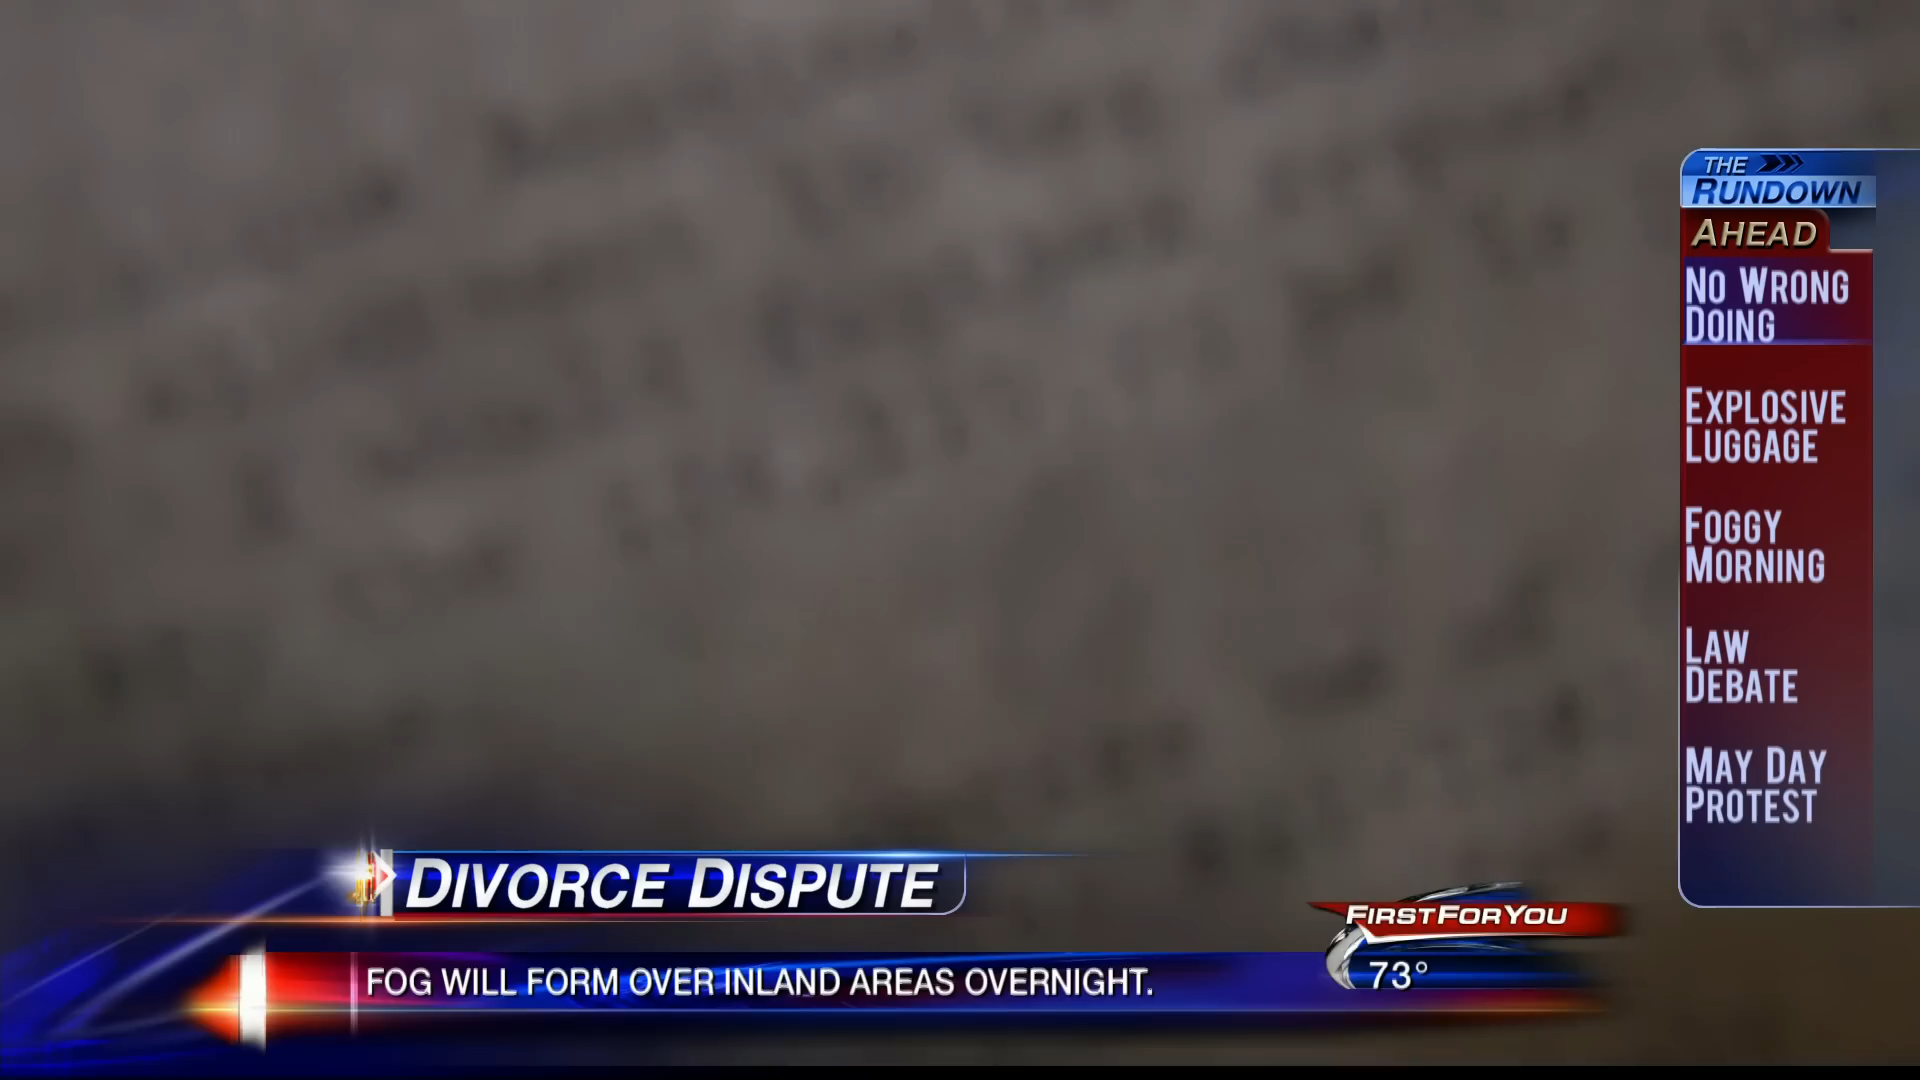 THE
RUNDOWN
AHEAD
NO WRONG
DOING
EXPLOSIVE
LUGGAGE
FOGGY
MORNING
LAW
DEBATE
MAY DAY
PROTEST
DIVORCE DISPUTE
FIRSTFORYOU
FOG WILL FORM OVER INLAND AREAS OVERNIGHT.
73°